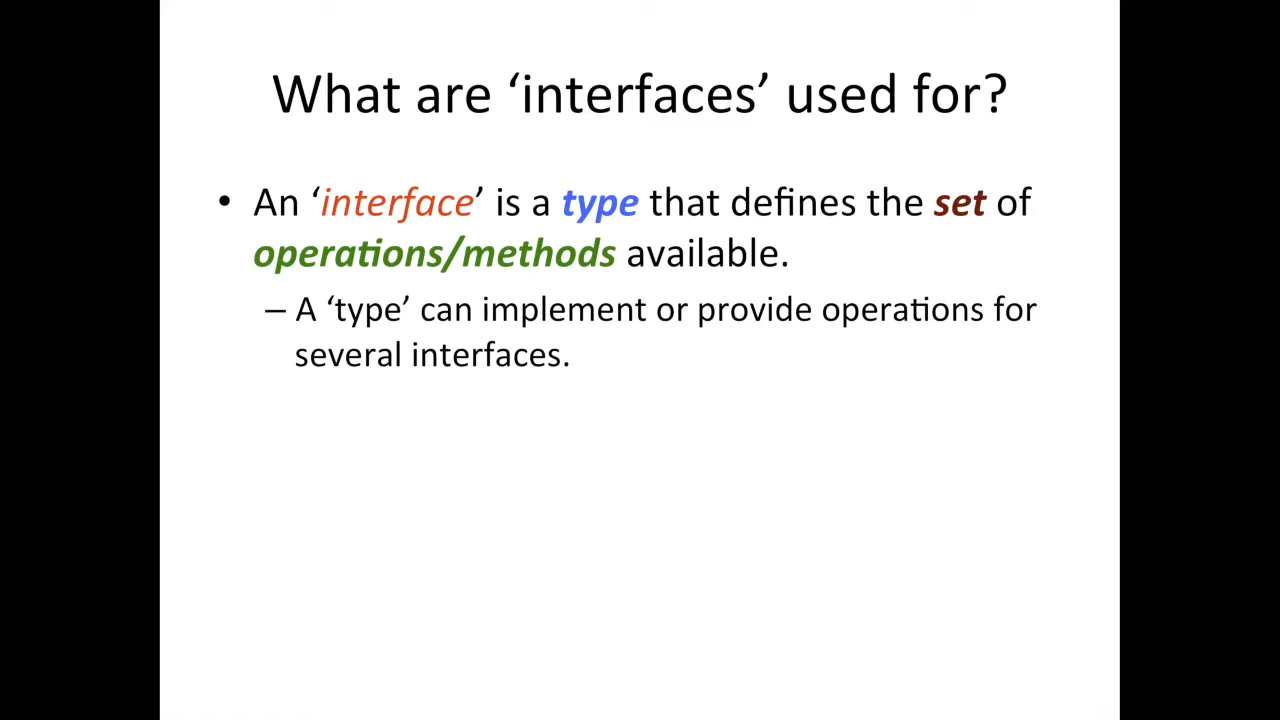 What are ‘interfaces’ used for?
• An ‘interface’ is a type that defines the set of
operations/methods available.
– A ‘type’ can implement or provide operations for
several interfaces.